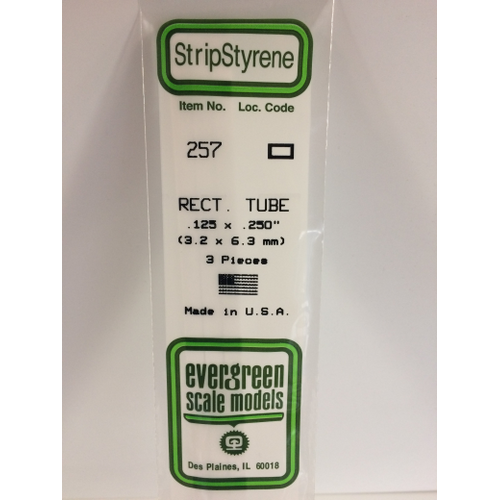 StripStyrene
Item No. Loc. Code
257
RECT. TUBE
.125 x .250"
(3.2 x 6.3 mm)
3 Pieces
Made in U.S.A.
evergreen
scale models
Des Plaines, IL 60018